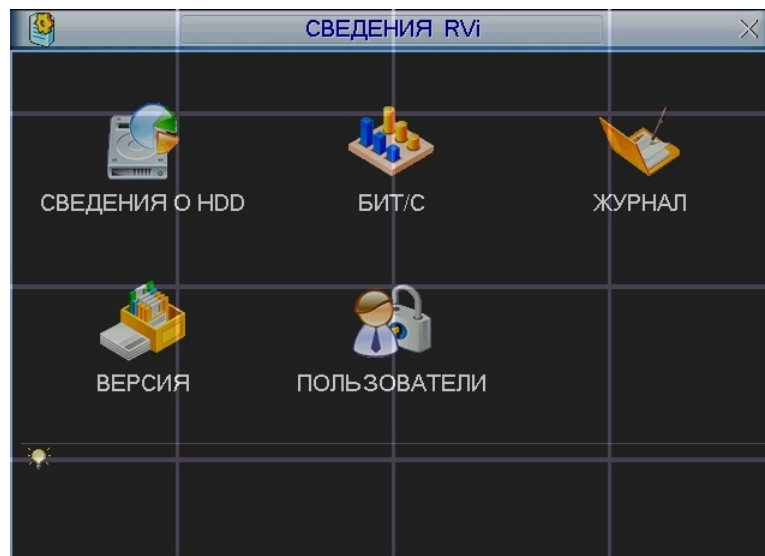 СВЕДЕНИЯ RVi
СВЕДЕНИЯ О HDD
БИТ/С
ЖУРНАЛ
ВЕРСИЯ
ПОЛЬЗОВАТЕЛИ